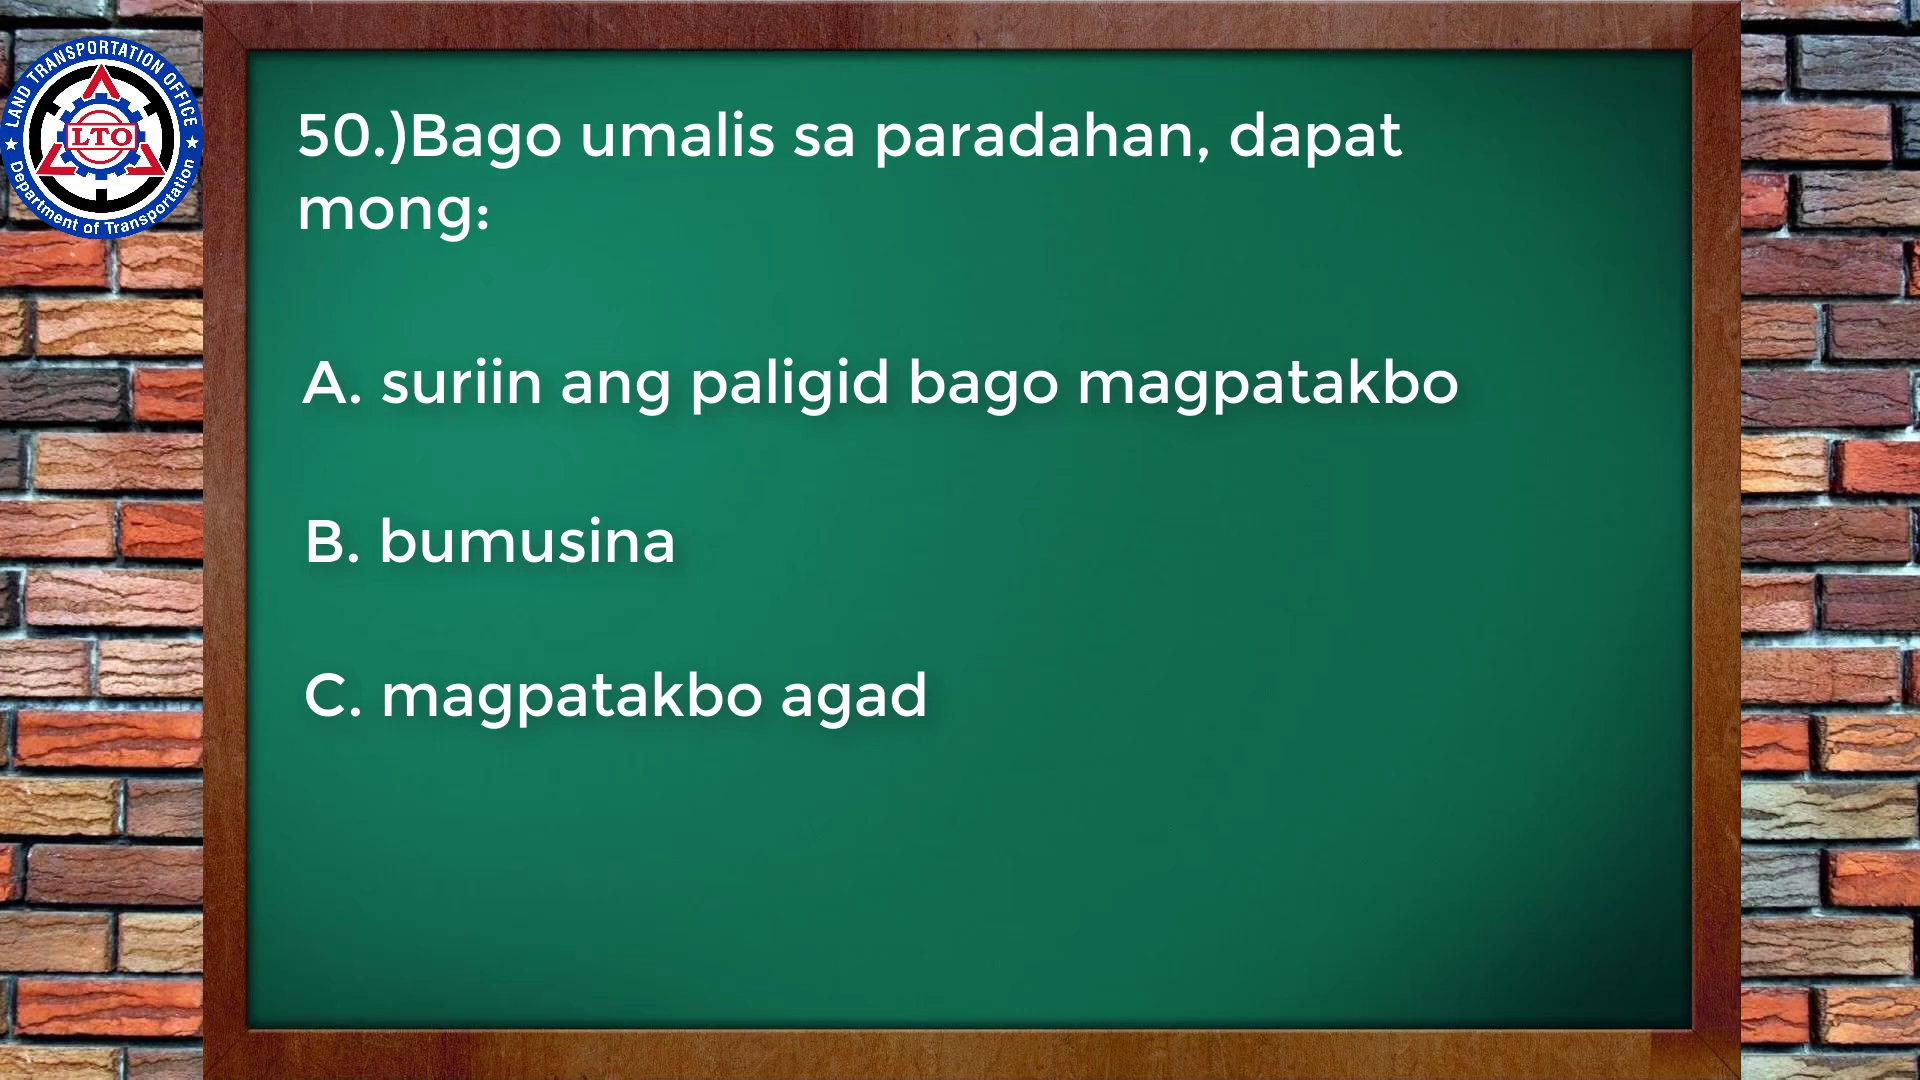 LAND TRANSPORTATION OFFICE
LTO
Department of Transportation
50.)Bago umalis sa paradahan, dapat
mong:
A. suriin ang paligid bago magpatakbo
B. bumusina
C. magpatakbo agad